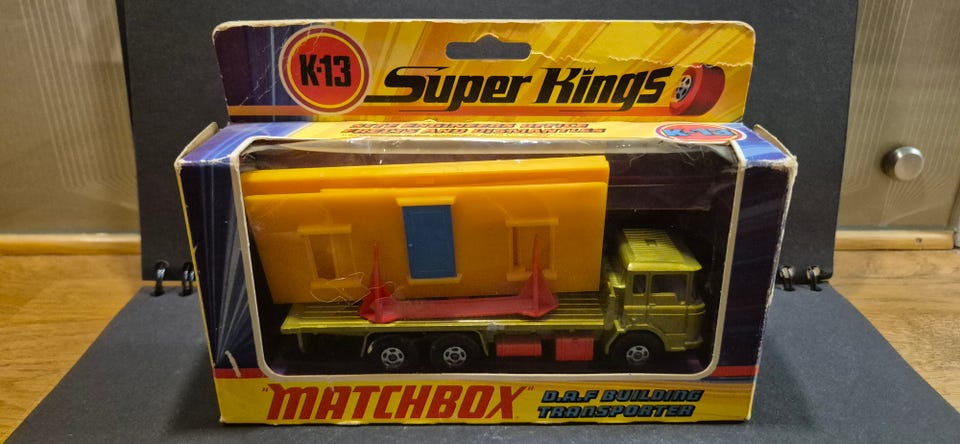 K-13
Super Kings
K-13
"MATCHBOX"
D.A.F BUILDING
TRANSPORTER